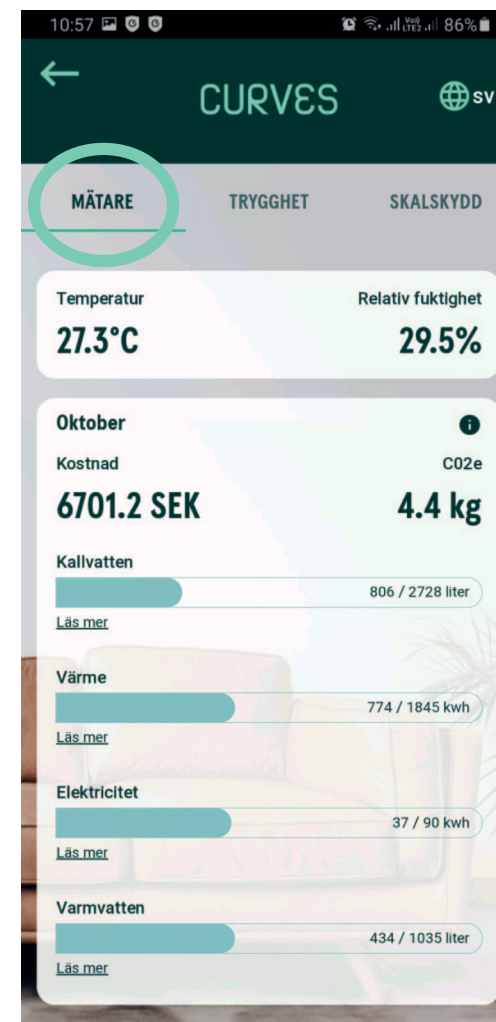 10:57 Vo)) LTE2 86%
CURVES SV
MÄTARE TRYGGHET SKALSKYDD
Temperatur Relativ fuktighet
27.3°C 29.5%
Oktober
Kostnad C02e
6701.2 SEK 4.4 kg
Kallvatten
806 / 2728 liter
Läs mer
Värme
774 / 1845 kwh
Läs mer
Elektricitet
37 / 90 kwh
Läs mer
Varmvatten
434 / 1035 liter
Läs mer